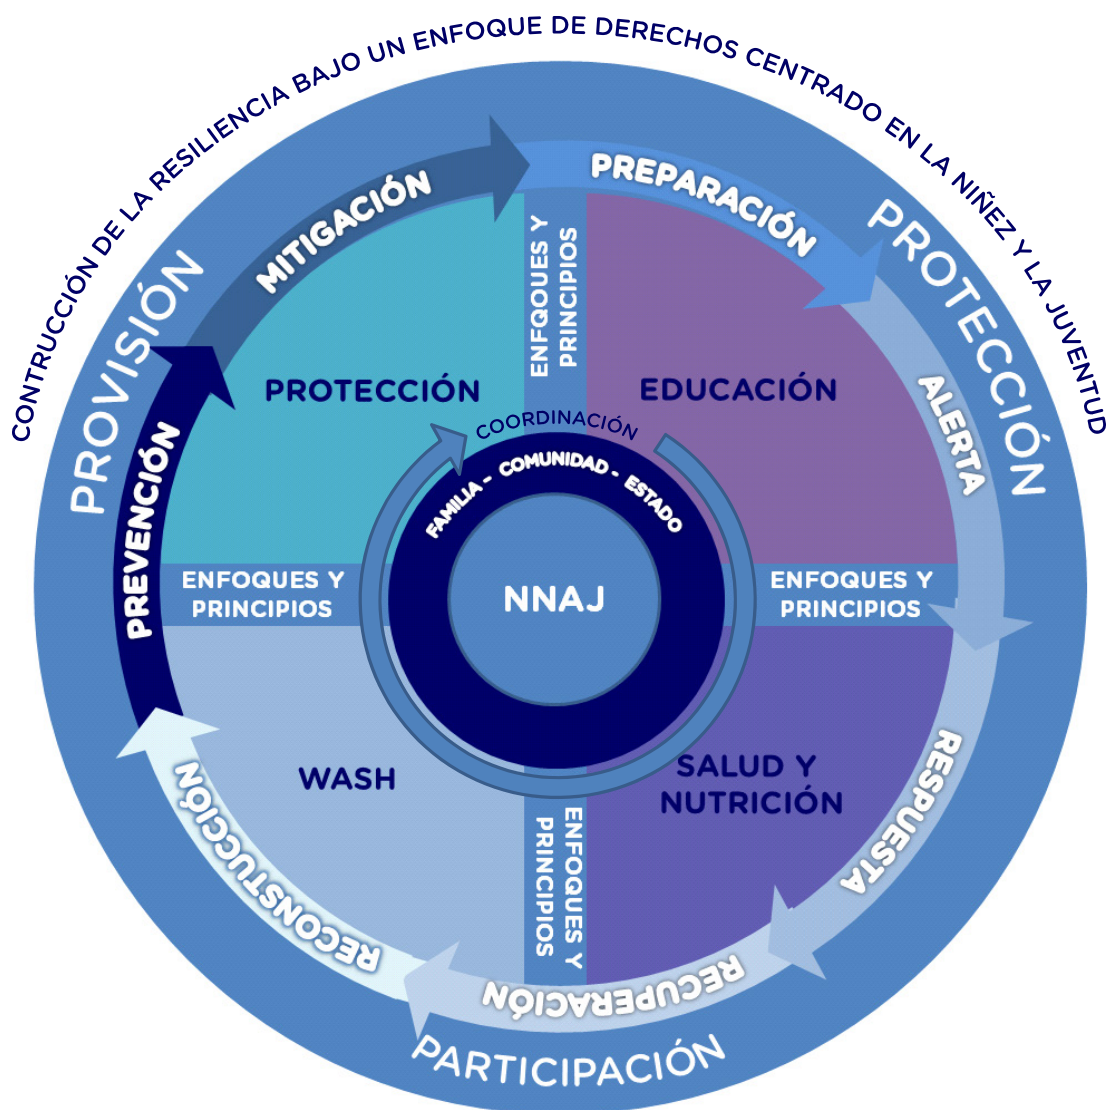 CONTRUCCIÓN DE LA RESILIENCIA BAJO UN ENFOQUE DE DERECHOS CENTRADO EN LA NIÑEZ Y LA JUVENTUD
PROVISIÓN
PROTECCIÓN
PARTICIPACIÓN
PREVENCIÓN
MITIGACIÓN
PREPARACIÓN
ALERTA
RESPUESTA
RECUPERACIÓN
RECONSTUCCIÓN
PROTECCIÓN
ENFQOUES Y
PRINCIPIOS
EDUCACIÓN
COORDINACIÓN
FAMILIA - COMUNIDAD - ESTADO
ENFOQUES Y
PRINCIPIOS
NNAJ
ENFOQUES Y
PRINCIPIOS
WASH
SALUD Y
NUTRICIÓN
ENFOQUES Y
PRINCIPIOS